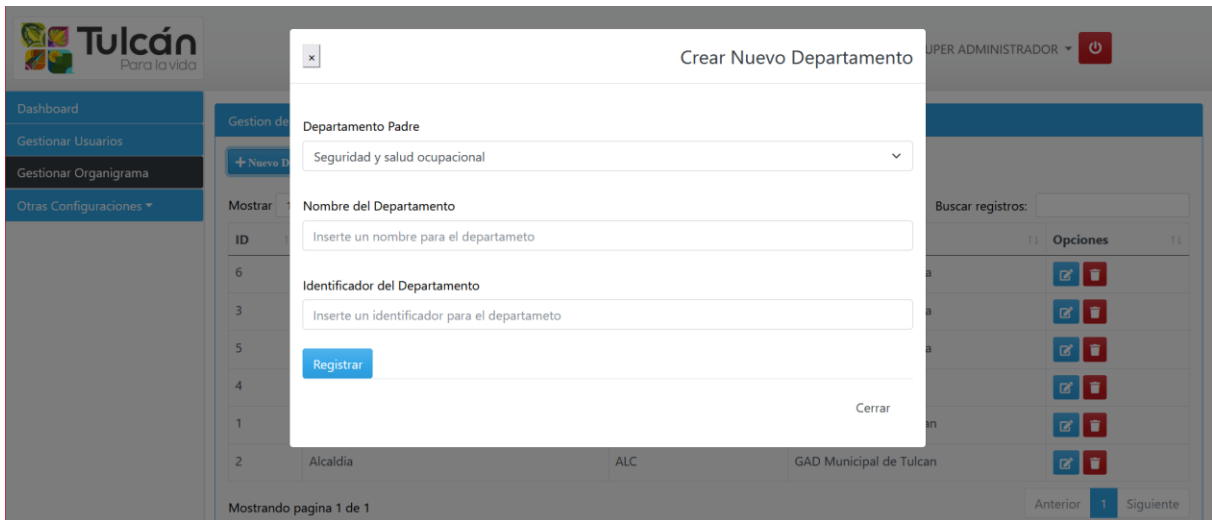 Tulcán
Para la vida
UPER ADMINISTRADOR
Dashboard
Gestionar Usuarios
Gestionar Organigrama
Otras Configuraciones
Gestion de
+ Nuevo D
Mostrar 1
Buscar registros:
ID
Opciones
6
3
5
4
1
2 Alcaldia ALC GAD Municipal de Tulcan
Mostrando pagina 1 de 1
Anterior 1 Siguiente
× Crear Nuevo Departamento
Departamento Padre
Seguridad y salud ocupacional
Nombre del Departamento
Inserte un nombre para el departameto
Identificador del Departamento
Inserte un identificador para el departameto
Registrar
Cerrar